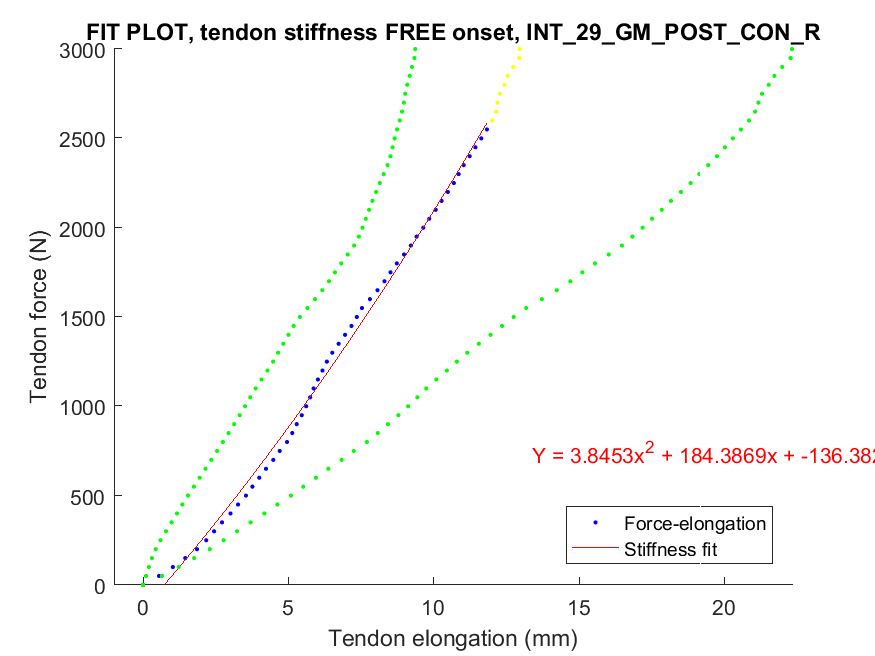 FIT PLOT, tendon stiffness FREE onset, INT_29_GM_POST_CON_R
3000
2500
2000
1500
1000
500
0
Tendon force (N)
Y = 3.8453x² + 184.3869x + -136.382
Force-elongation
Stiffness fit
0 5 10 15 20
Tendon elongation (mm)